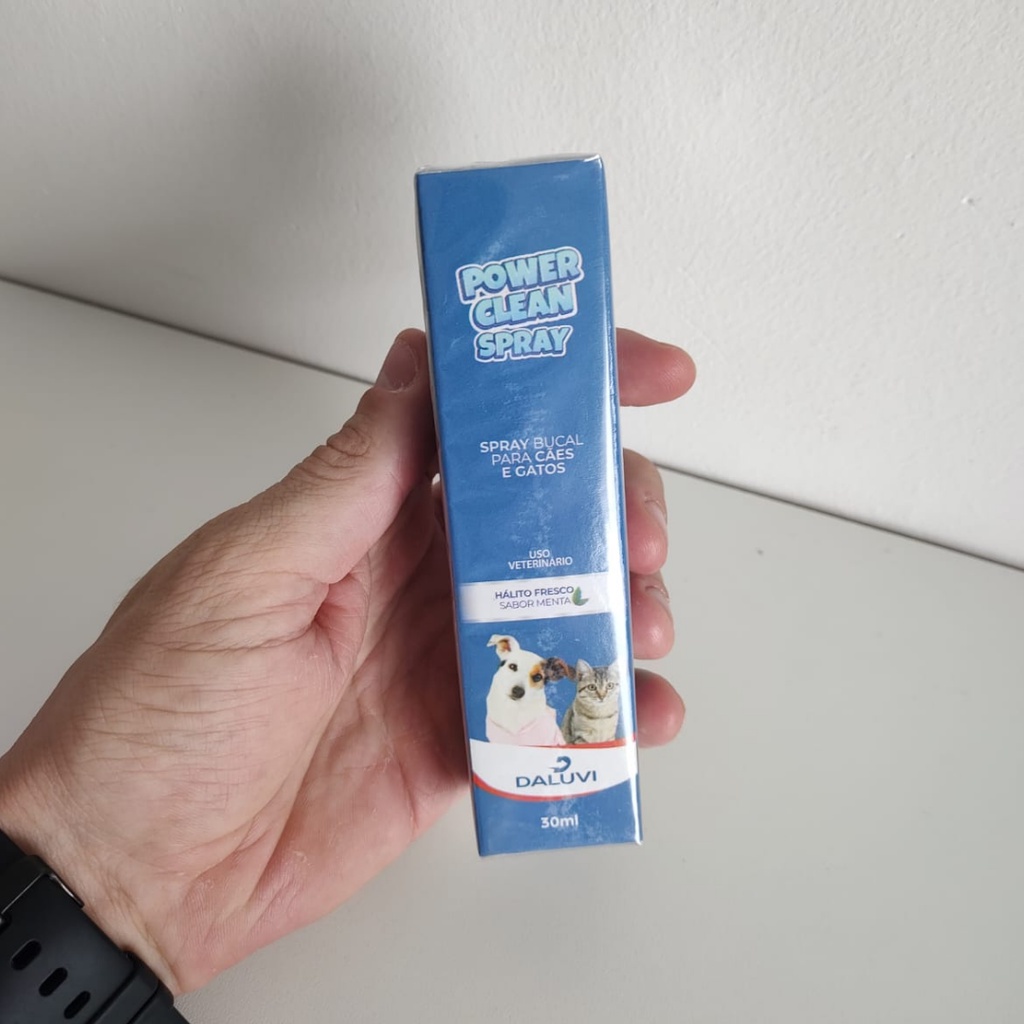 POWER
CLEAN
SPRAY
SPRAY BUCAL
PARA CÃES
E GATOS
USO
VETERINÁRIO
HÁLITO FRESCO
SABOR MENTA
DALUVI
30ml